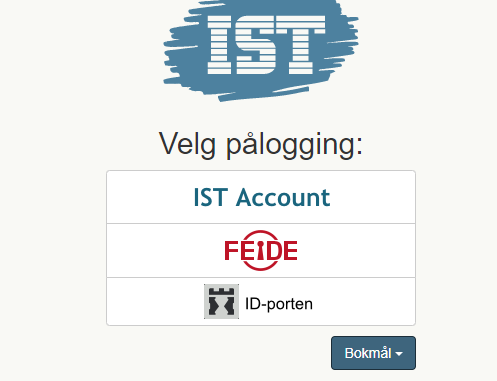 IST
Velg pålogging:
IST Account
FEIDE
ID-porten
Bokmål